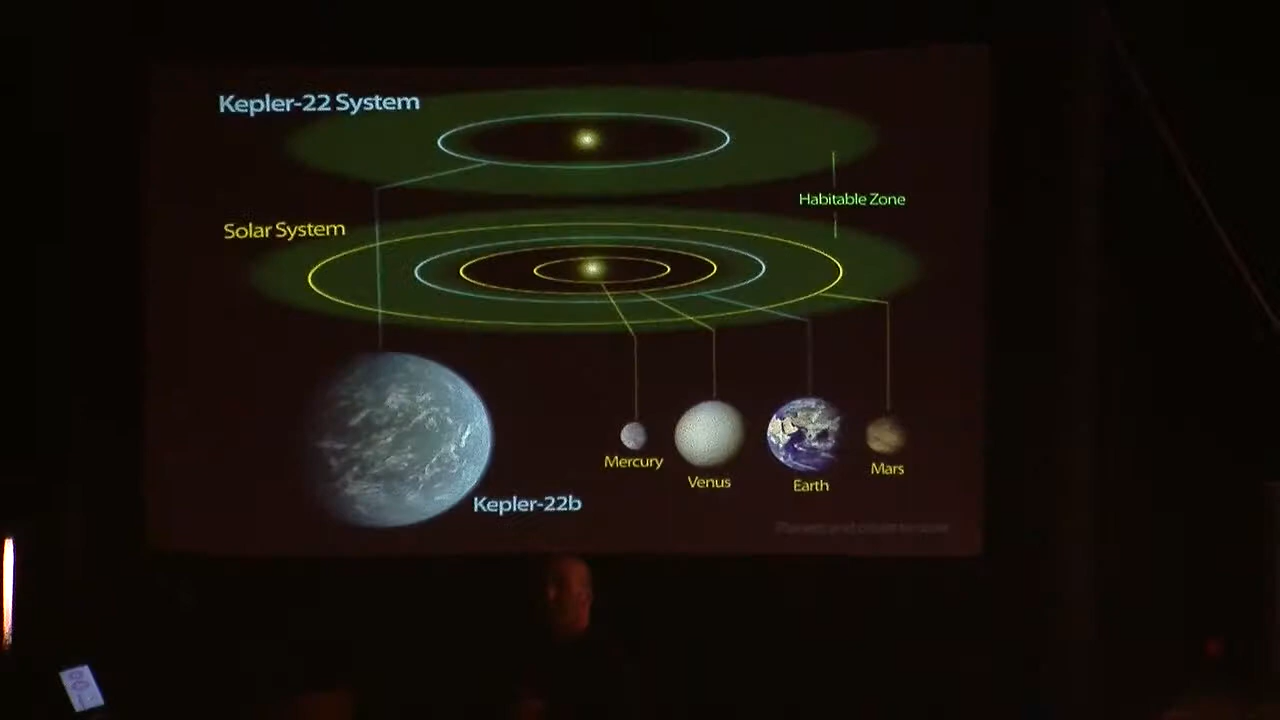 Kepler-22 System
Habitable Zone
Solar System
Mercury
Venus
Earth
Mars
Kepler-22b